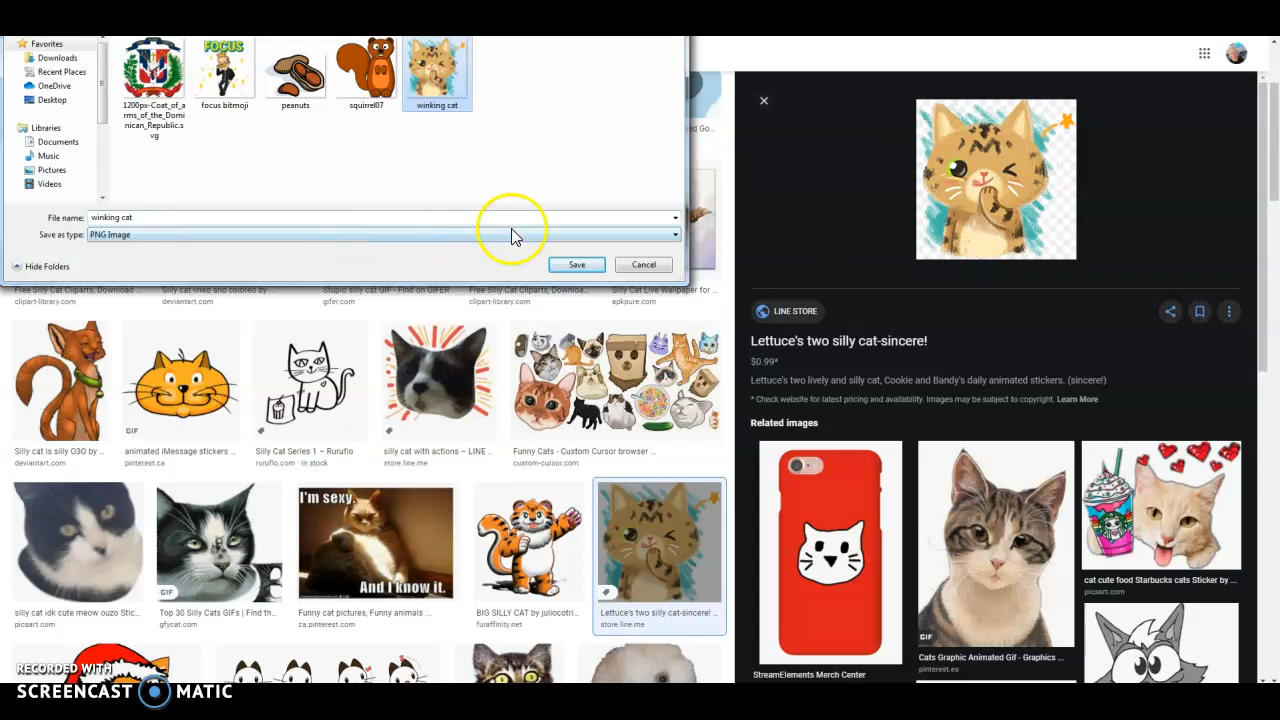 Favorites
Downloads
Recent Places
OneDrive
Desktop
Libraries
Documents
Music
Pictures
Videos
1200px-Coat_of_a
rms_of_the_Dom
inican_Republic.s
vg
FOCUS
focus bitmoji
peanuts
squirrel07
winking cat
File name:
winking cat
Save as type:
PNG Image
Hide Folders
Save
Cancel
ed Go...
Free Silly Cat Cliparts, Download ...
clipart-library.com
Silly cat lined and colored by ...
deviantart.com
Stupid silly cat GIF - Find on GIFER
gifer.com
Free Silly Cat Cliparts, Downloa...
clipart-library.com
Silly Cat Live Wallpaper for ...
apkpure.com
Silly cat is silly O3O by ...
deviantart.com
GIF
animated iMessage stickers ...
pinterest.ca
Silly Cat Series 1 – Rurufio
rurufio.com · In stock
silly cat with actions – LINE ...
store.line.me
Funny Cats - Custom Cursor browser ...
custom-cursor.com
silly cat idk cute meow ouzo Stic...
picsart.com
GIF
Top 30 Silly Cats GIFs | Find th...
gfycat.com
I'm sexy.
And I know it.
Funny cat pictures, Funny animals ...
za.pinterest.com
BIG SILLY CAT by juliocotri...
furaffinity.net
Lettuce's two silly cat-sincere! ...
store.line.me
LINE STORE
Lettuce's two silly cat-sincere!
$0.99*
Lettuce's two lively and silly cat, Cookie and Bandy's daily animated stickers. (sincere!)
* Check website for latest pricing and availability. Images may be subject to copyright. Learn More
Related images
StreamElements Merch Center
GIF
Cats Graphic Animated Gif - Graphics ...
pinterest.es
cat cute food Starbucks cats Sticker by ...
picsart.com
RECORDED WITH
SCREENCAST MATIC